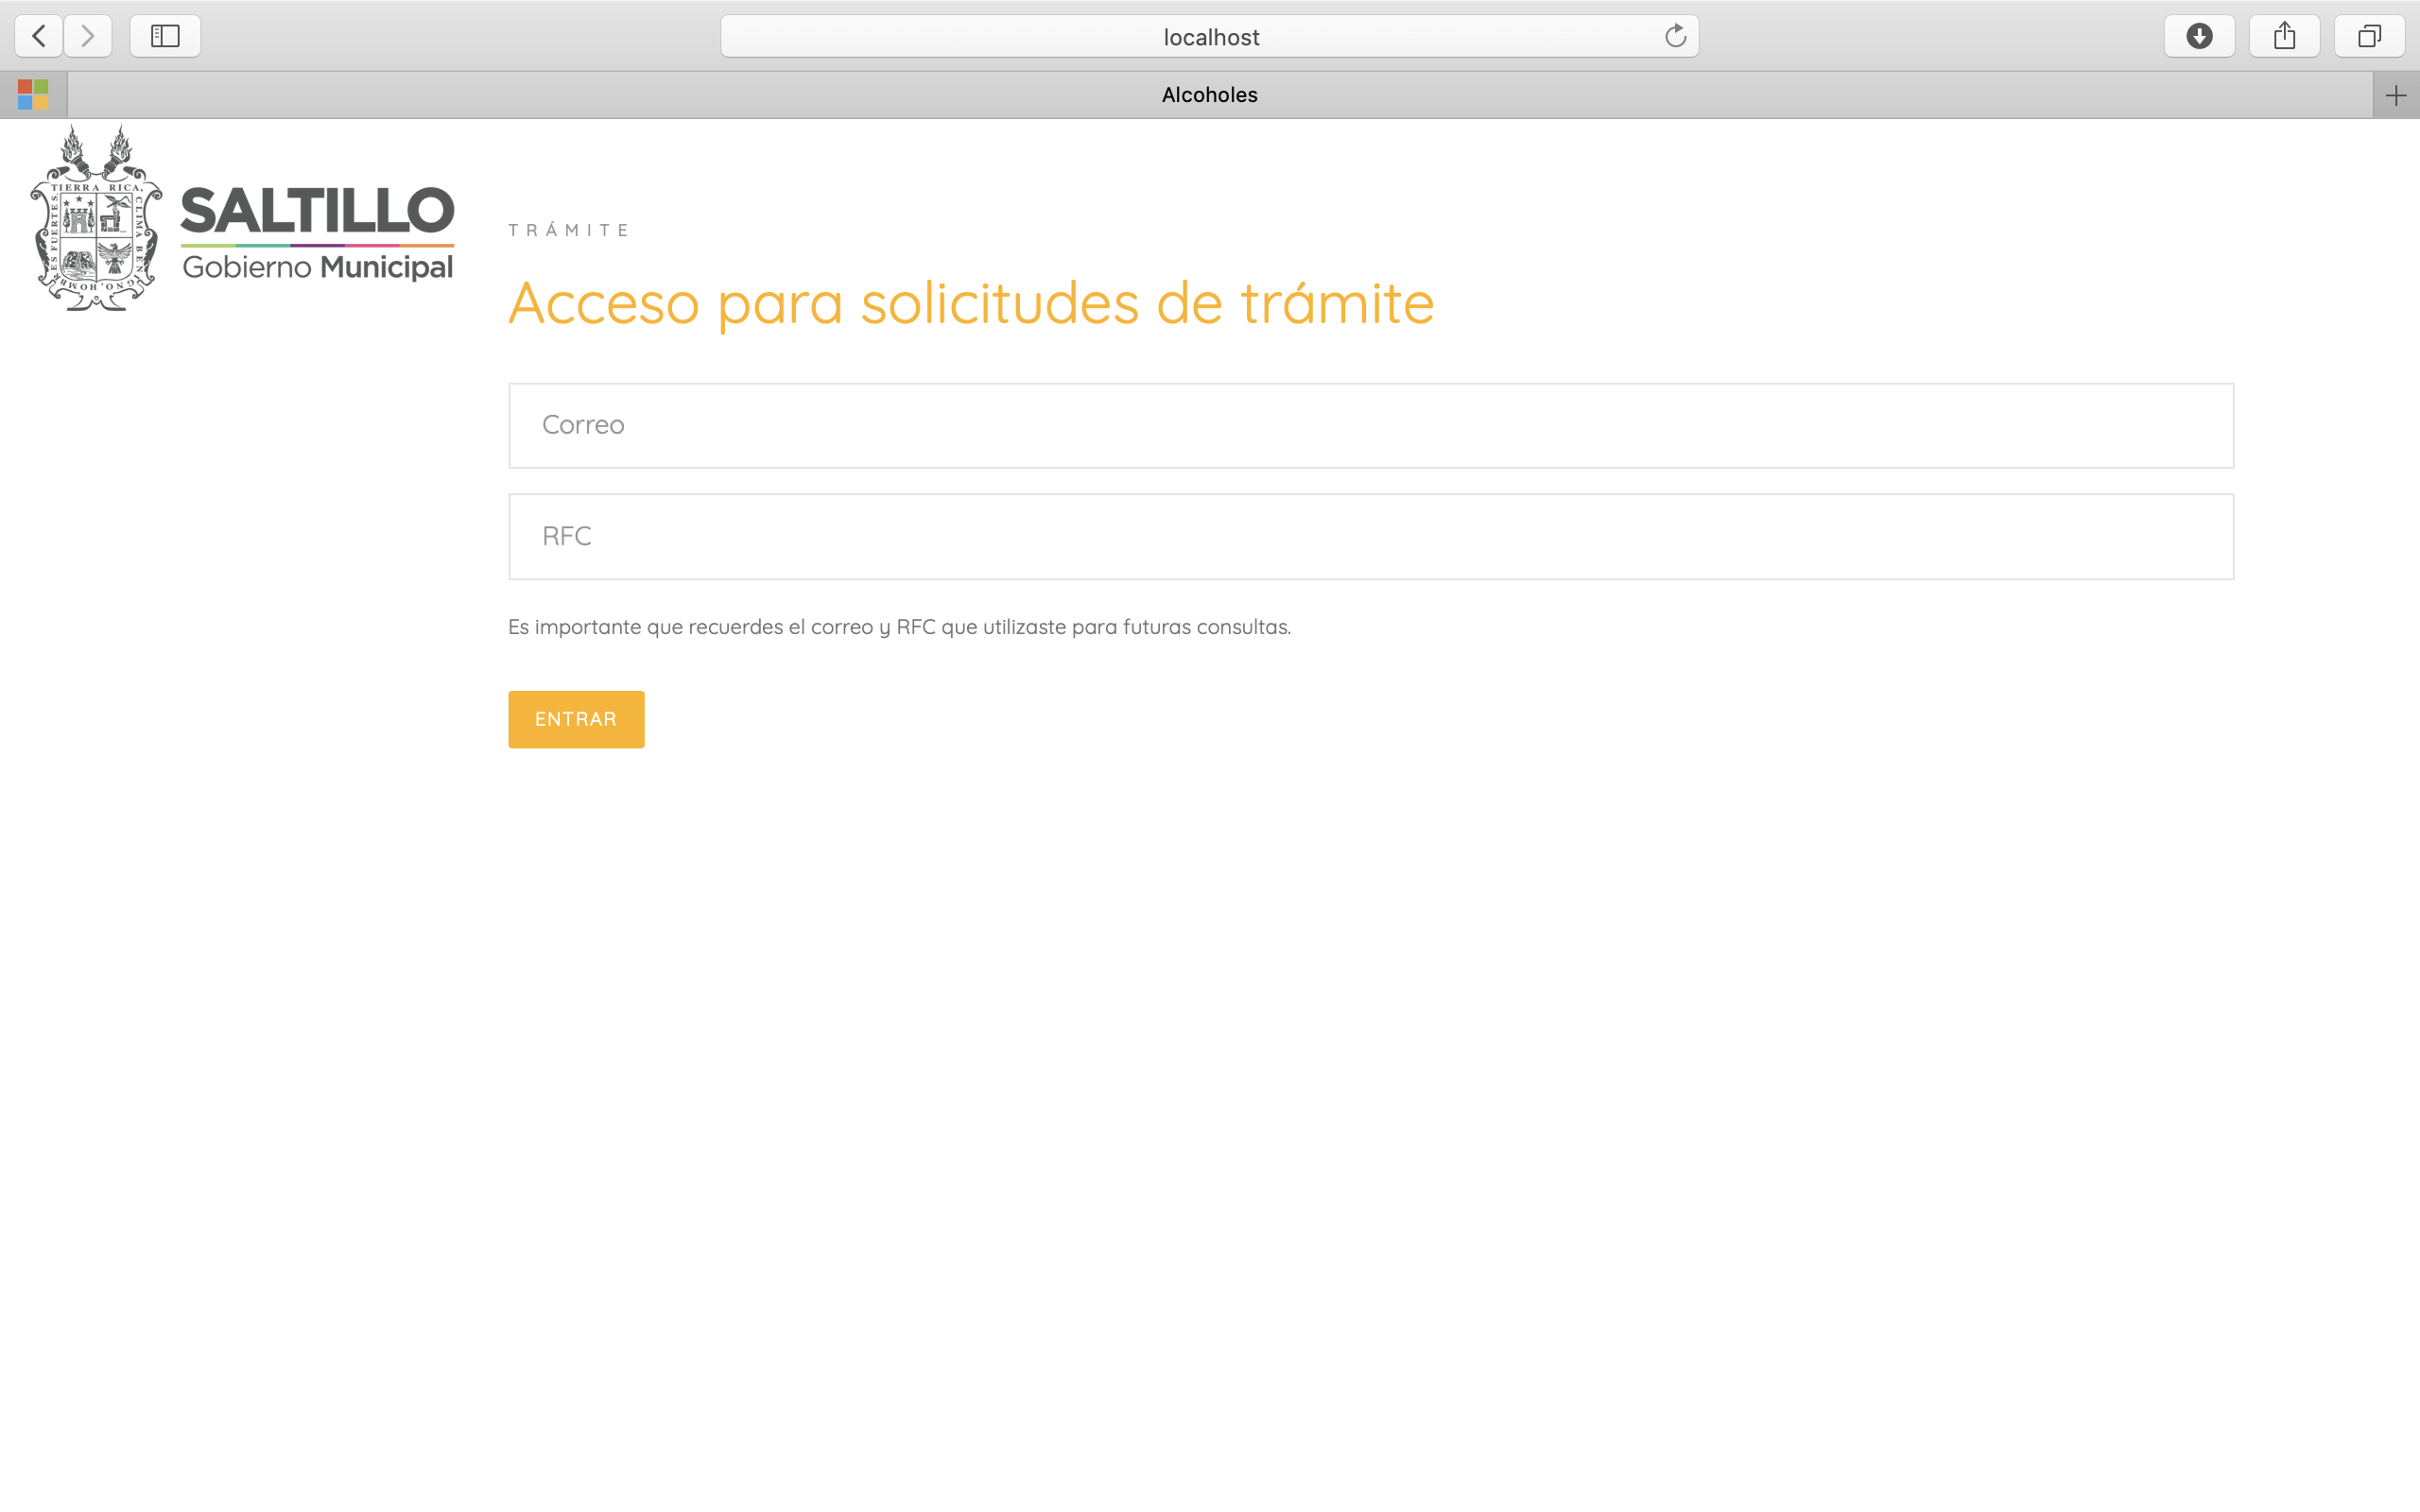 localhost
Alcoholes
TIERRA RICA,
CLIMA BENIGNO, HOMBRES FUERTES.
SALTILLO
Gobierno Municipal
TRÁMITE
Acceso para solicitudes de trámite
Correo
RFC
Es importante que recuerdes el correo y RFC que utilizaste para futuras consultas.
ENTRAR